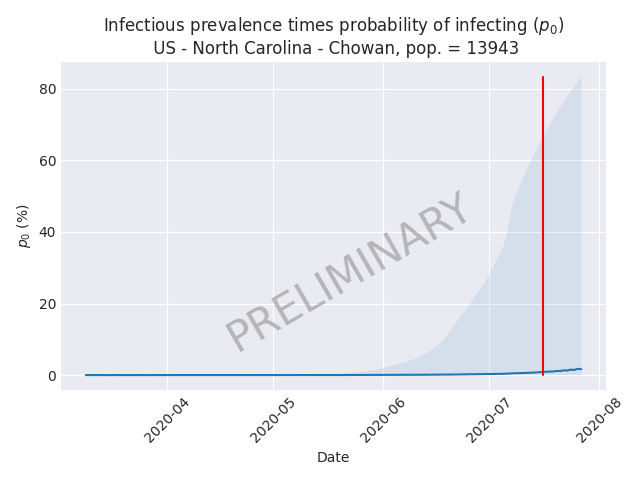 Infectious prevalence times probability of infecting (p₀)
US - North Carolina - Chowan, pop. = 13943
80
60
40
20
0
p₀ (%)
PRELIMINARY
2020-04
2020-05
2020-06
2020-07
2020-08
Date